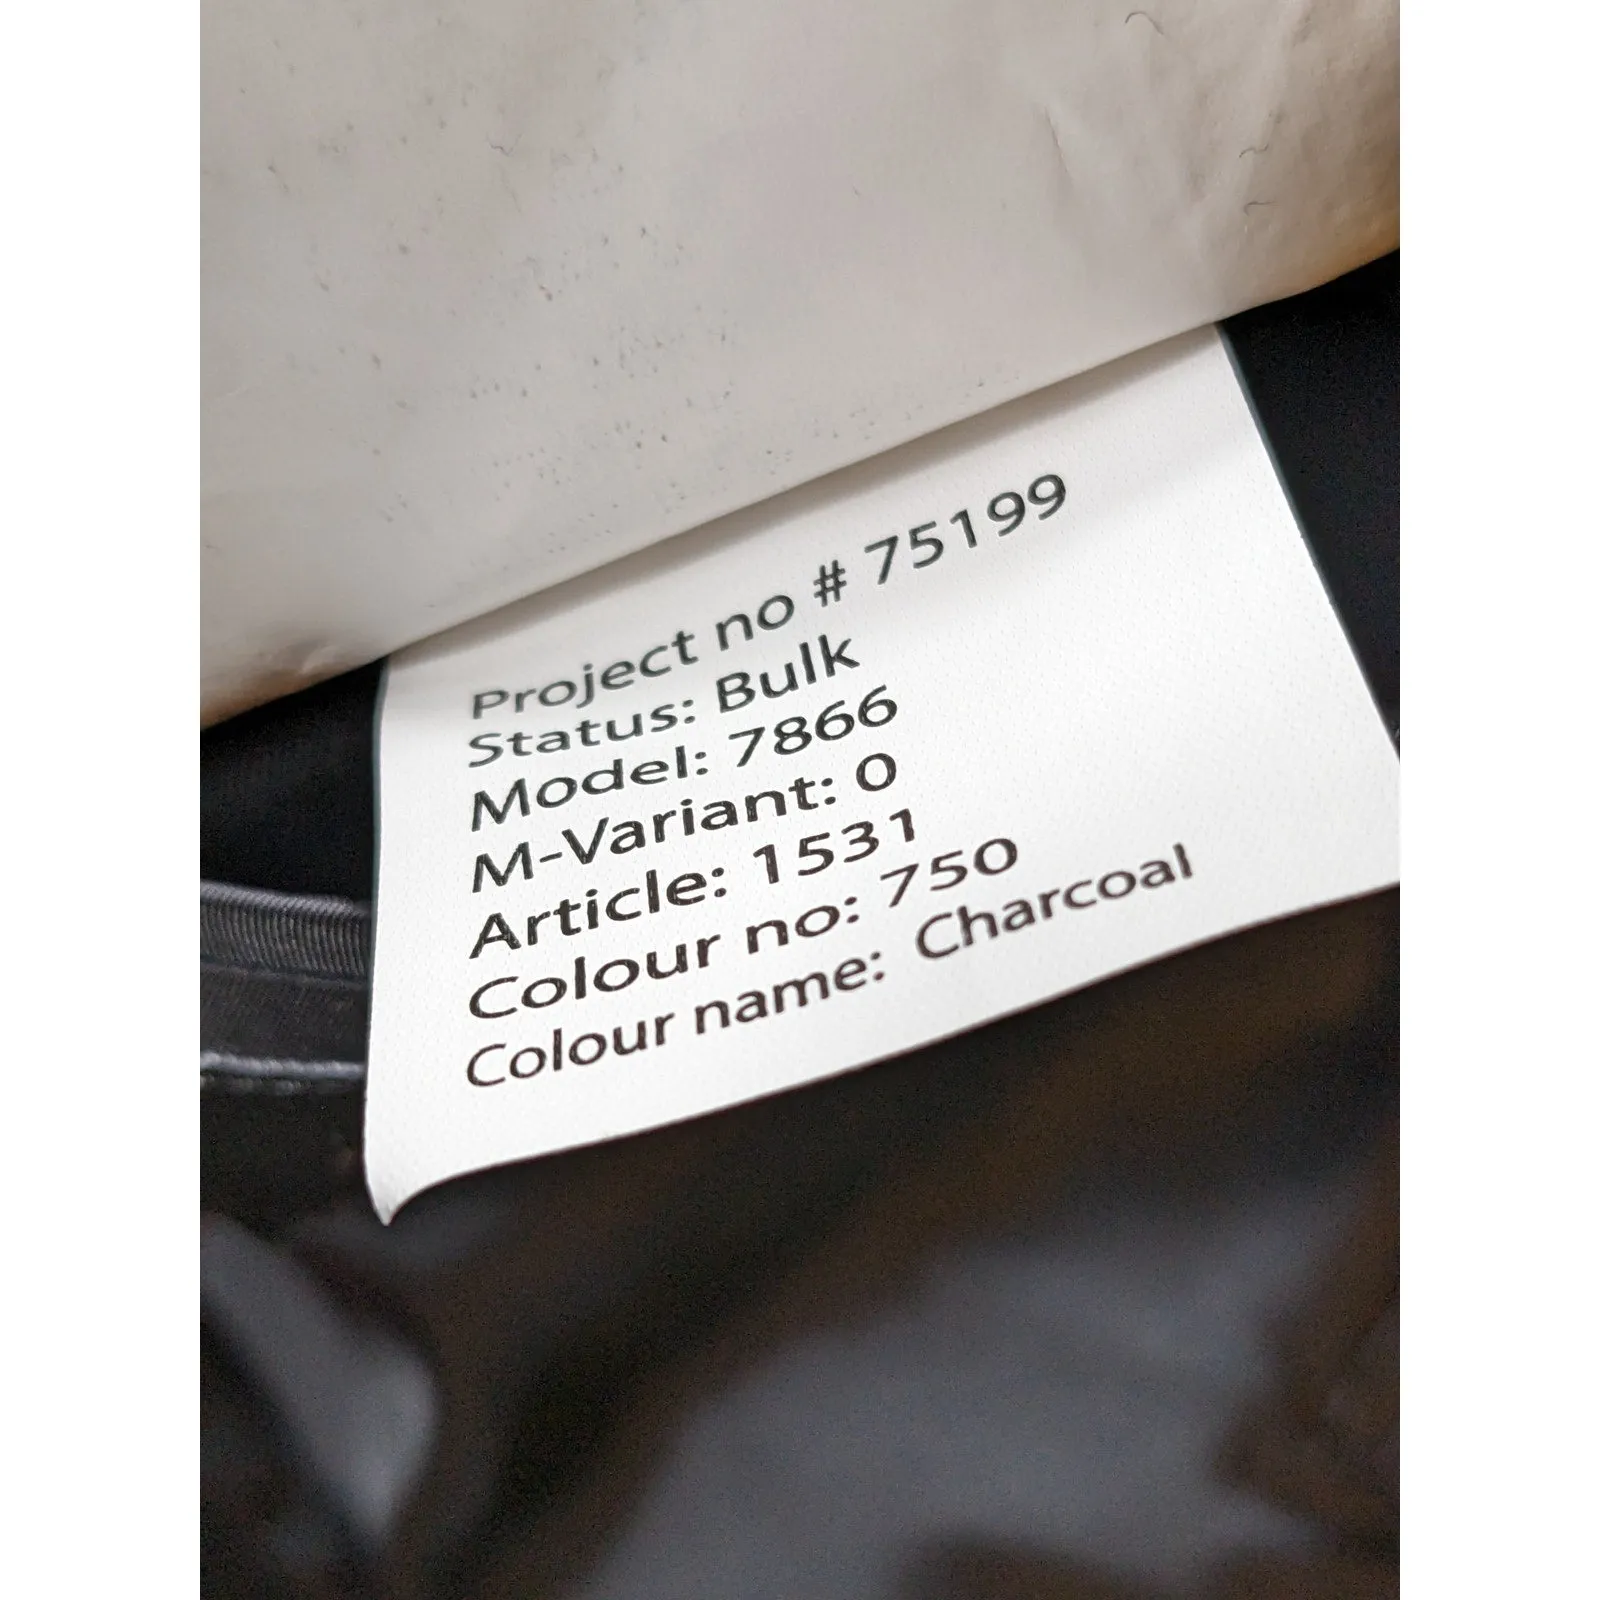 Project no # 75199
Status: Bulk
Model: 7866
M-Variant: 0
Article: 1531
Colour no: 750
Colour name: Charcoal